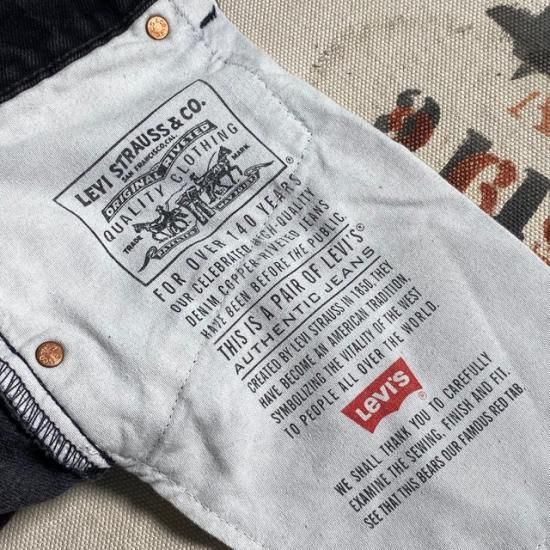 LEVI STRAUSS & CO.
SAN FRANCISCO, CAL.
ORIGINAL RIVETED
QUALITY CLOTHING
TRADE MARK
®
FOR OVER 140 YEARS
OUR CELEBRATED HIGH-QUALITY
DENIM COPPER-RIVETED JEANS
HAVE BEEN BEFORE THE PUBLIC.
THIS IS A PAIR OF LEVI'S®
AUTHENTIC JEANS
CREATED BY LEVI STRAUSS IN 1850, THEY
HAVE BECOME AN AMERICAN TRADITION,
SYMBOLIZING THE VITALITY OF THE WEST
TO PEOPLE ALL OVER THE WORLD.
Levi's
WE SHALL THANK YOU TO CAREFULLY
EXAMINE THE SEWING, FINISH AND FIT.
SEE THAT THIS BEARS OUR FAMOUS RED TAB.